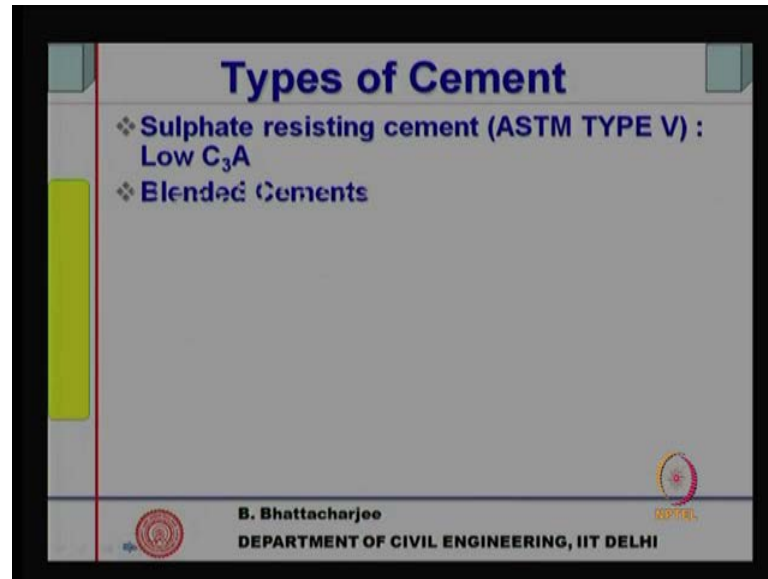 Types of Cement
❖ Sulphate resisting cement (ASTM TYPE V) :
Low C₃A
❖ Blended Cements
NPTEL
B. Bhattacharjee
DEPARTMENT OF CIVIL ENGINEERING, IIT DELHI